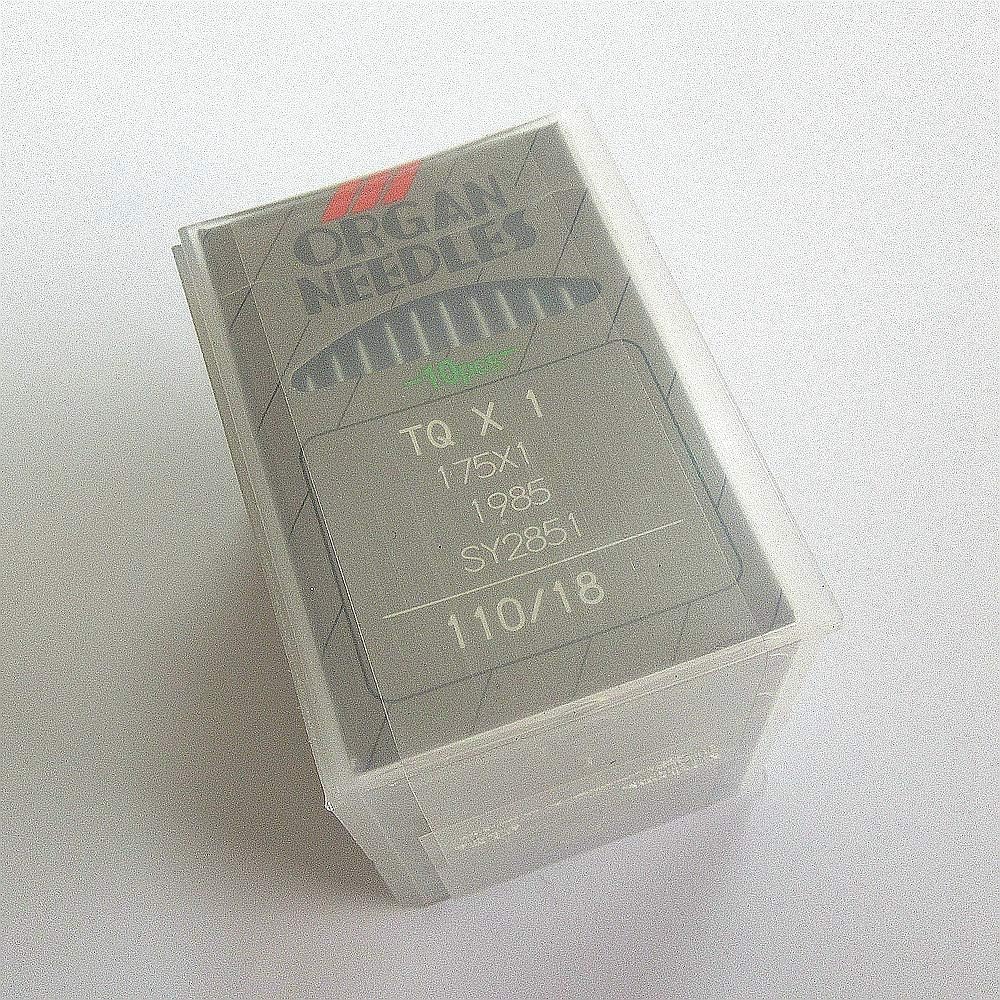 ORGAN
NEEDLES
-10pcs-
TQ X 1
175X1
1985
SY2851
110/18